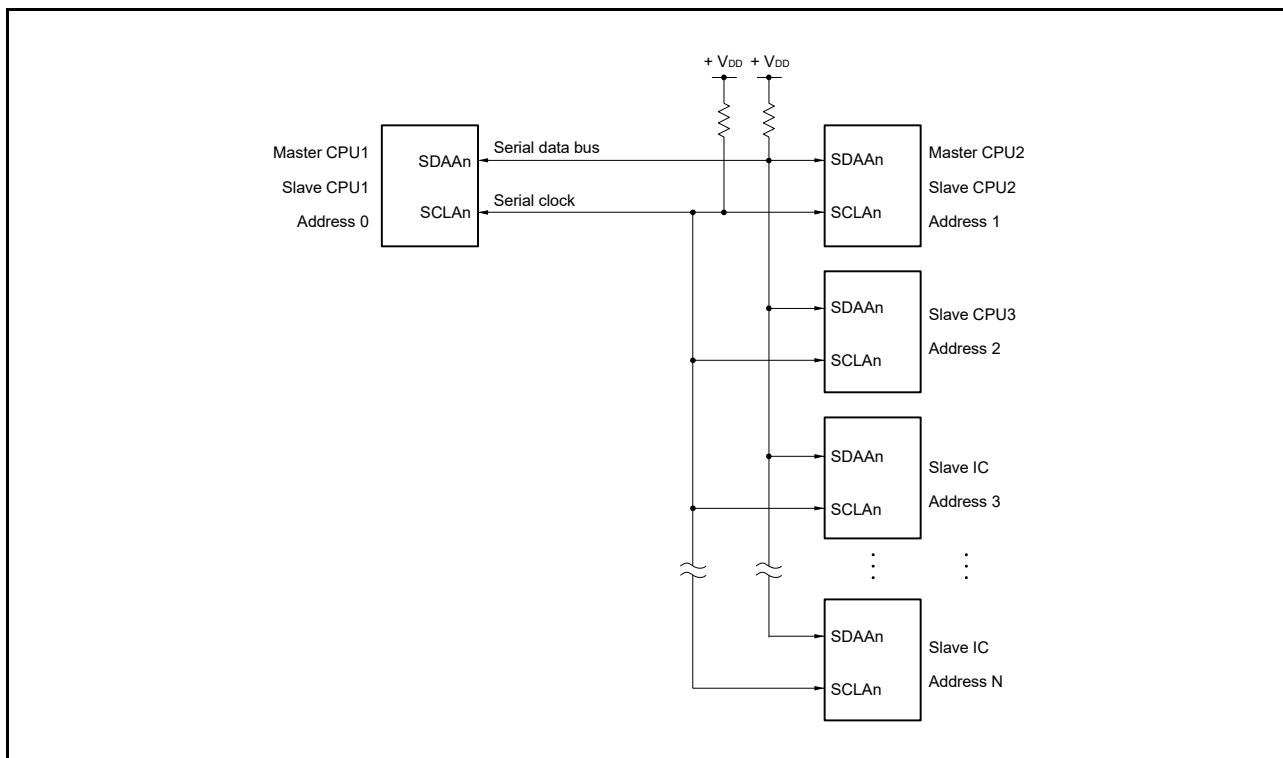 + VDD + VDD
Master CPU1
Slave CPU1
Address 0
SDAAn
SCLAn
Serial data bus
Serial clock
SDAAn
SCLAn
Master CPU2
Slave CPU2
Address 1
SDAAn
SCLAn
Slave CPU3
Address 2
SDAAn
SCLAn
Slave IC
Address 3
SDAAn
SCLAn
Slave IC
Address N